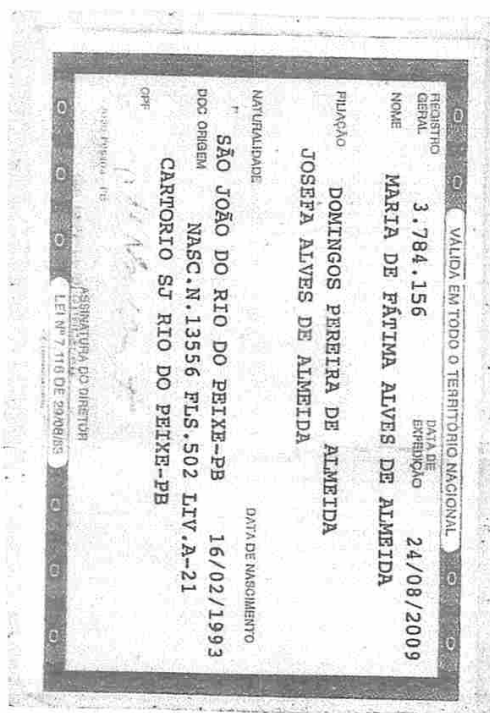 VÁLIDA EM TODO O TERRITÓRIO NACIONAL
REGISTRO GERAL 3.784.156 DATA DE EXPEDIÇÃO 24/08/2009
NOME MARIA DE FÁTIMA ALVES DE ALMEIDA
FILIAÇÃO DOMINGOS PEREIRA DE ALMEIDA
JOSEFA ALVES DE ALMEIDA
NATURALIDADE DATA DE NASCIMENTO
SÃO JOÃO DO RIO DO PEIXE-PB 16/02/1993
DOC ORIGEM NASC.N.13556 FLS.502 LIV.A-21
CARTORIO SJ RIO DO PEIXE-PB
CPF
ASSINATURA DO DIRETOR
LEI Nº 7.116 DE 29/08/83